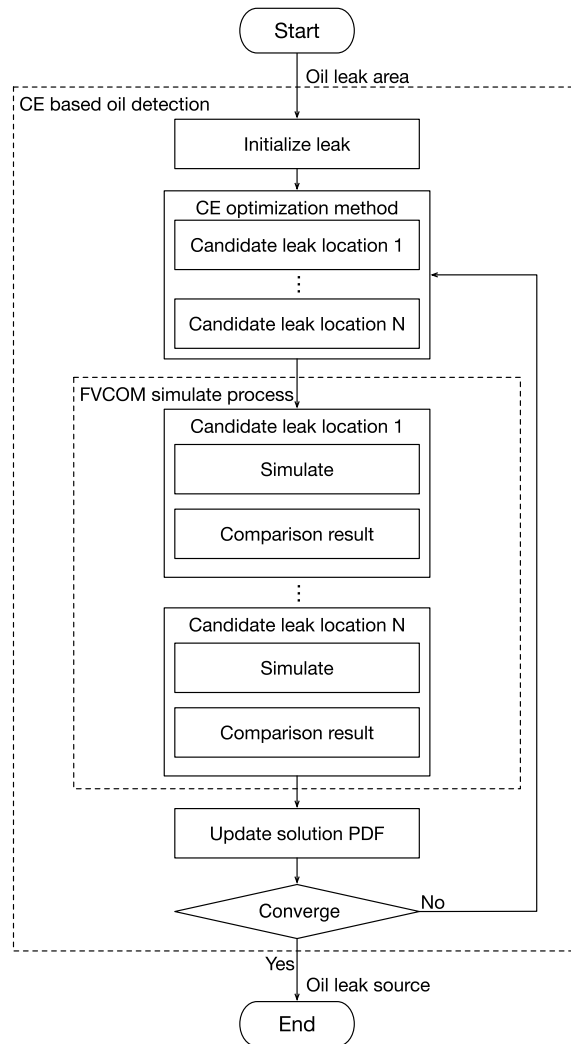 Start
Oil leak area
CE based oil detection
Initialize leak
CE optimization method
Candidate leak location 1
⋮
Candidate leak location N
FVCOM simulate process
Candidate leak location 1
Simulate
Comparison result
⋮
Candidate leak location N
Simulate
Comparison result
Update solution PDF
Converge
No
Yes
Oil leak source
End